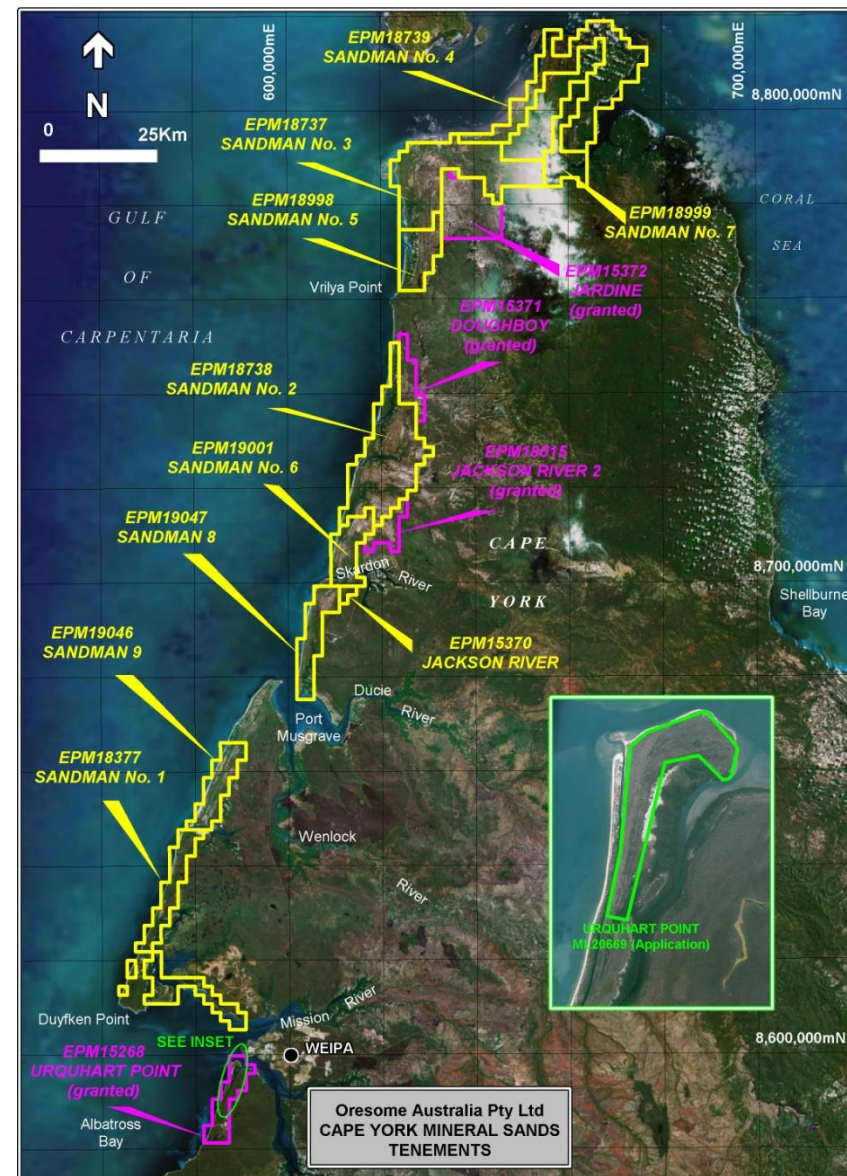 EPM18739
SANDMAN No. 4
600,000mE
700,000mE
N
0 25Km
8,800,000mN
EPM18737
SANDMAN No. 3
EPM18998
SANDMAN No. 5
EPM18999
SANDMAN No. 7
CORAL
SEA
GULF
OF
CARPENTARIA
Vrilya Point
EPM15372
JARDINE
(granted)
EPM15371
DOUGHBOY
(granted)
EPM18738
SANDMAN No. 2
EPM19001
SANDMAN No. 6
EPM18015
JACKSON RIVER 2
(granted)
EPM19047
SANDMAN 8
CAPE
YORK
Skardon
River
8,700,000mN
Shellburne
Bay
EPM15370
JACKSON RIVER
EPM19046
SANDMAN 9
Ducie
River
Port
Musgrave
EPM18377
SANDMAN No. 1
Wenlock
River
URQUHART POINT
ML20669 (Application)
Duyfken Point
Mission
River
SEE INSET
WEIPA
8,600,000mN
EPM15268
URQUHART POINT
(granted)
Albatross
Bay
Oresome Australia Pty Ltd
CAPE YORK MINERAL SANDS
TENEMENTS